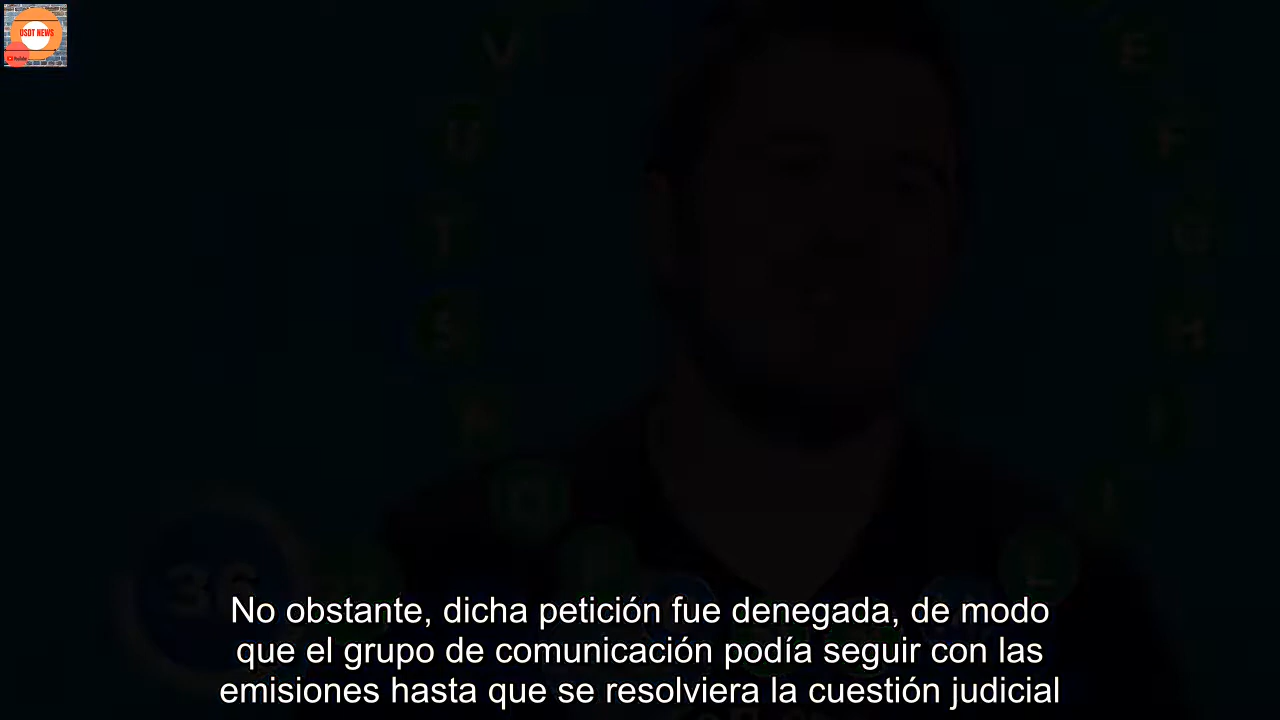 USDT NEWS
V
E
U
F
T
G
S
H
R
I
Q
J
P
L
36
No obstante, dicha petición fue denegada, de modo
que el grupo de comunicación podía seguir con las
emisiones hasta que se resolviera la cuestión judicial